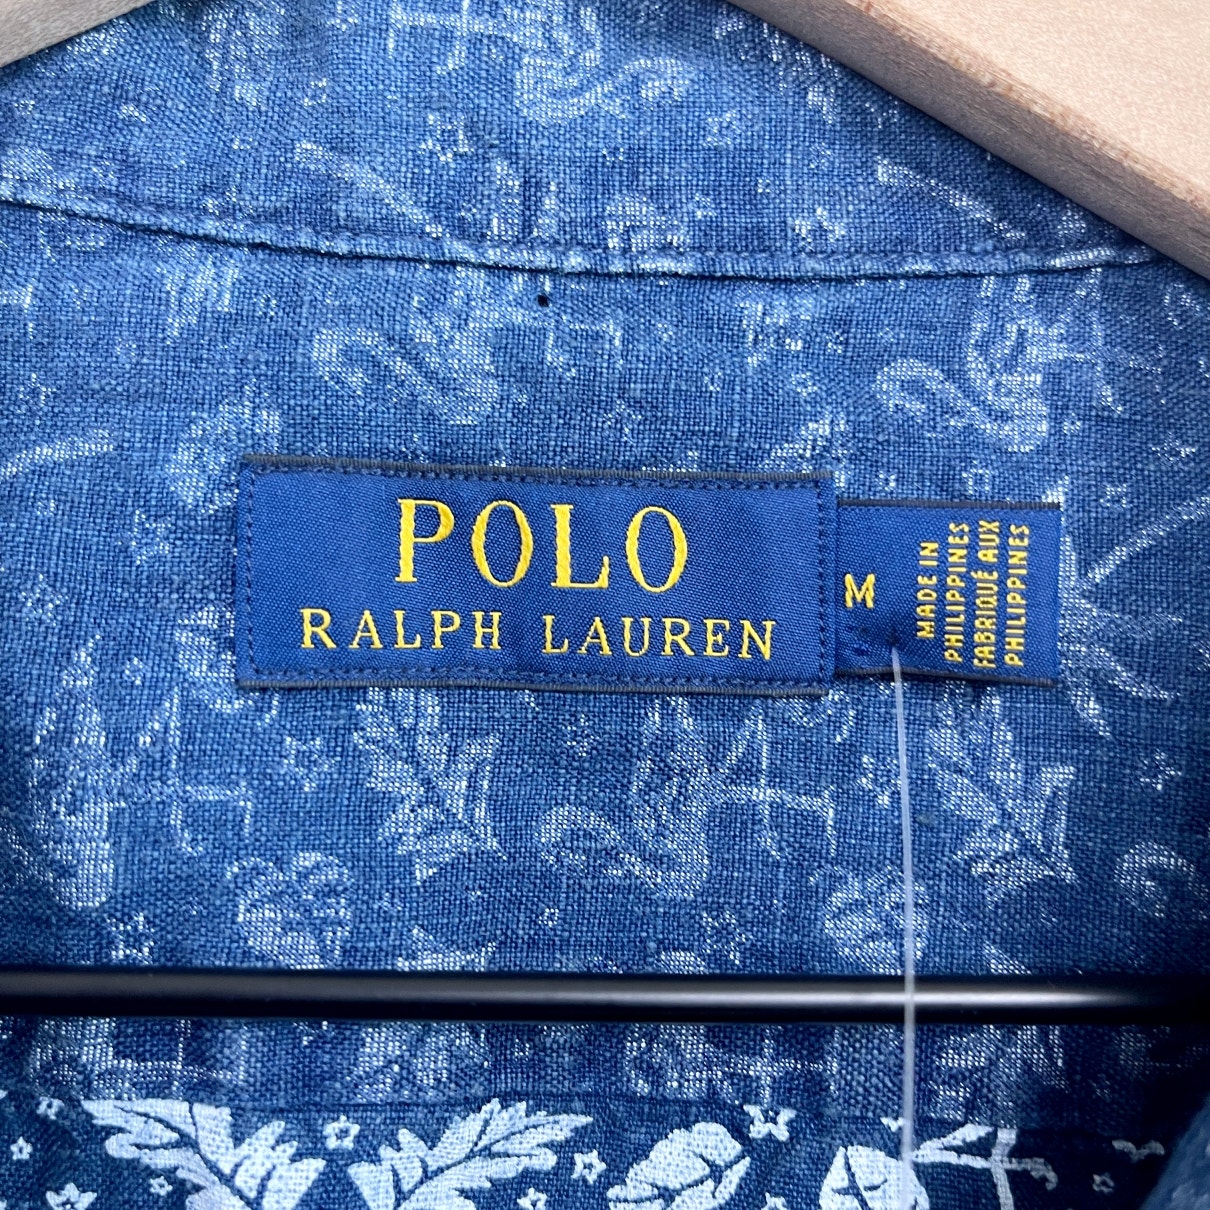 POLO
RALPH LAUREN
M
MADE IN
PHILIPPINES
FABRIQUÉ AUX
PHILIPPINES